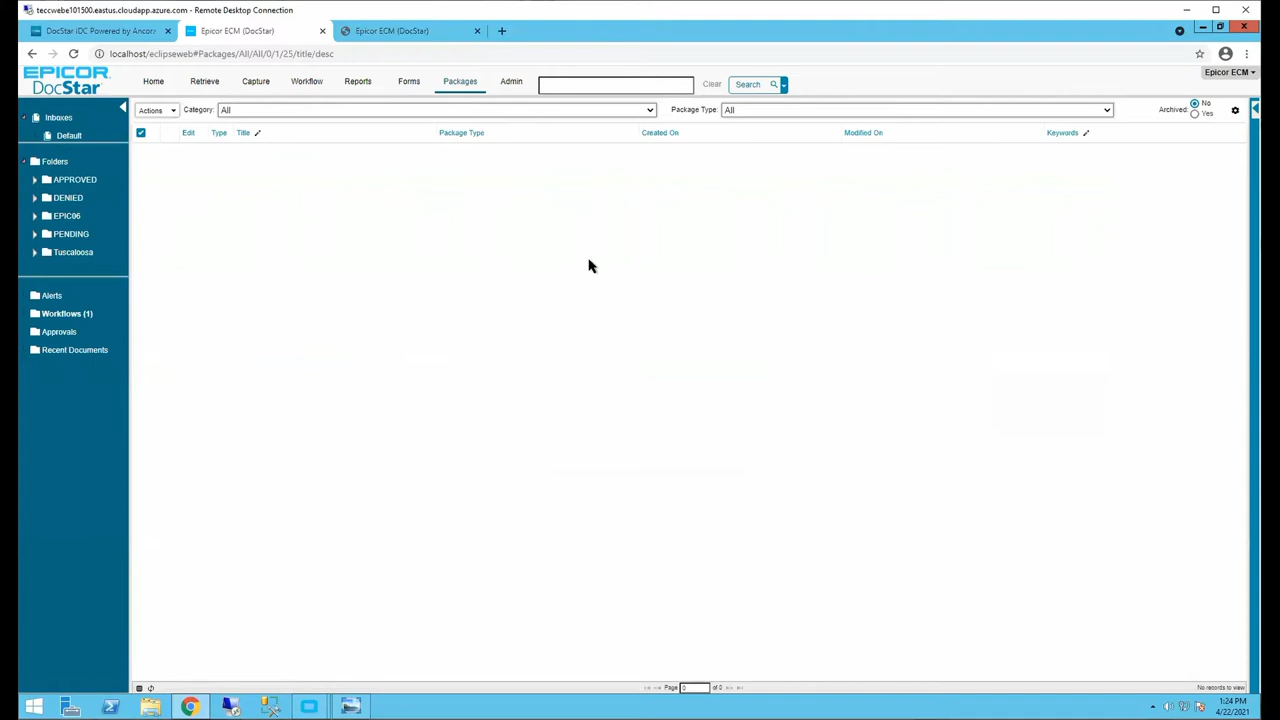 teccwebe101500.eastus.cloudapp.azure.com - Remote Desktop Connection
DocStar iDC Powered by Ancora
Epicor ECM (DocStar)
Epicor ECM (DocStar)
localhost/eclipseweb#Packages/All/All/0/1/25/title/desc
EPICOR
DocStar
Home Retrieve Capture Workflow Reports Forms Packages Admin Clear Search Epicor ECM
Actions Category: All Package Type: All Archived: No Yes
Edit Type Title Package Type Created On Modified On Keywords
Inboxes
Default
Folders
APPROVED
DENIED
EPIC06
PENDING
Tuscaloosa
Alerts
Workflows (1)
Approvals
Recent Documents
Page 0 of 0 No records to view
1:24 PM
4/22/2021